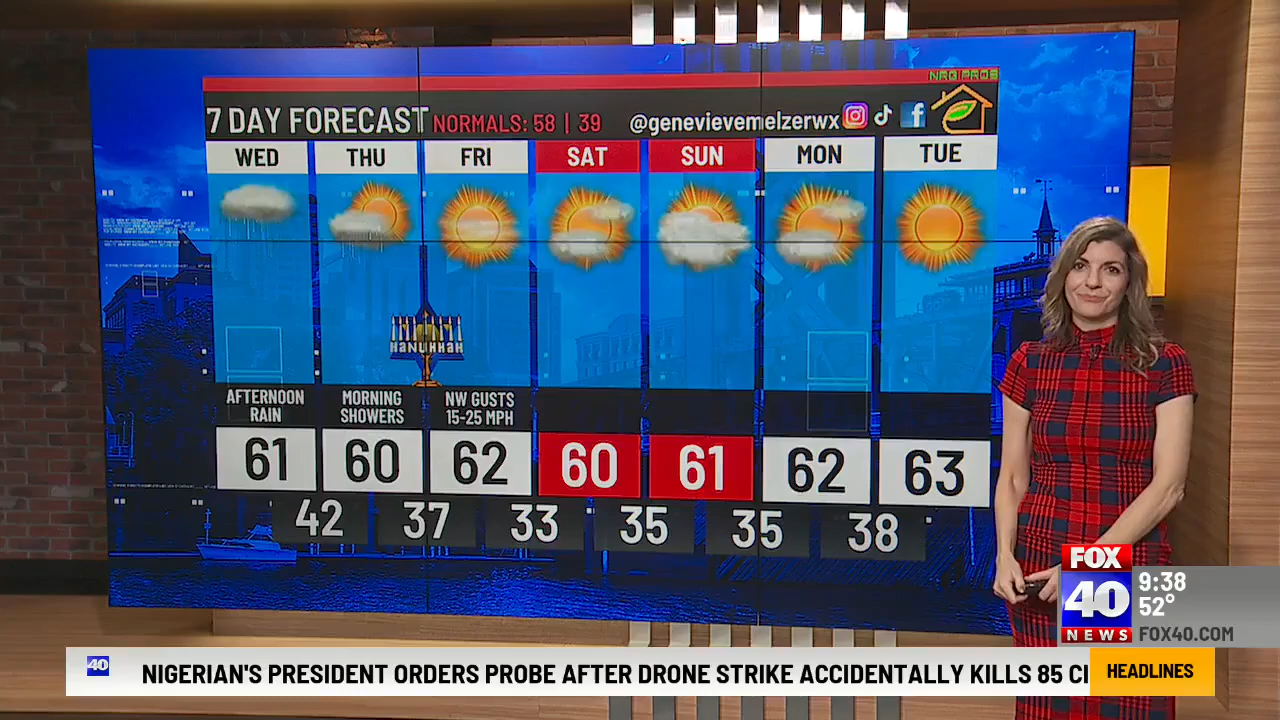 NRG PROS
7 DAY FORECAST NORMALS: 58 | 39 @genevievemelzerwx
WED THU FRI SAT SUN MON TUE
HANUKKAH
AFTERNOON RAIN
MORNING SHOWERS
NW GUSTS 15-25 MPH
61 60 62 60 61 62 63
42 37 33 35 35 38
FOX
40
NEWS
9:38
52°
FOX40.COM
40 NIGERIAN'S PRESIDENT ORDERS PROBE AFTER DRONE STRIKE ACCIDENTALLY KILLS 85 CI
HEADLINES